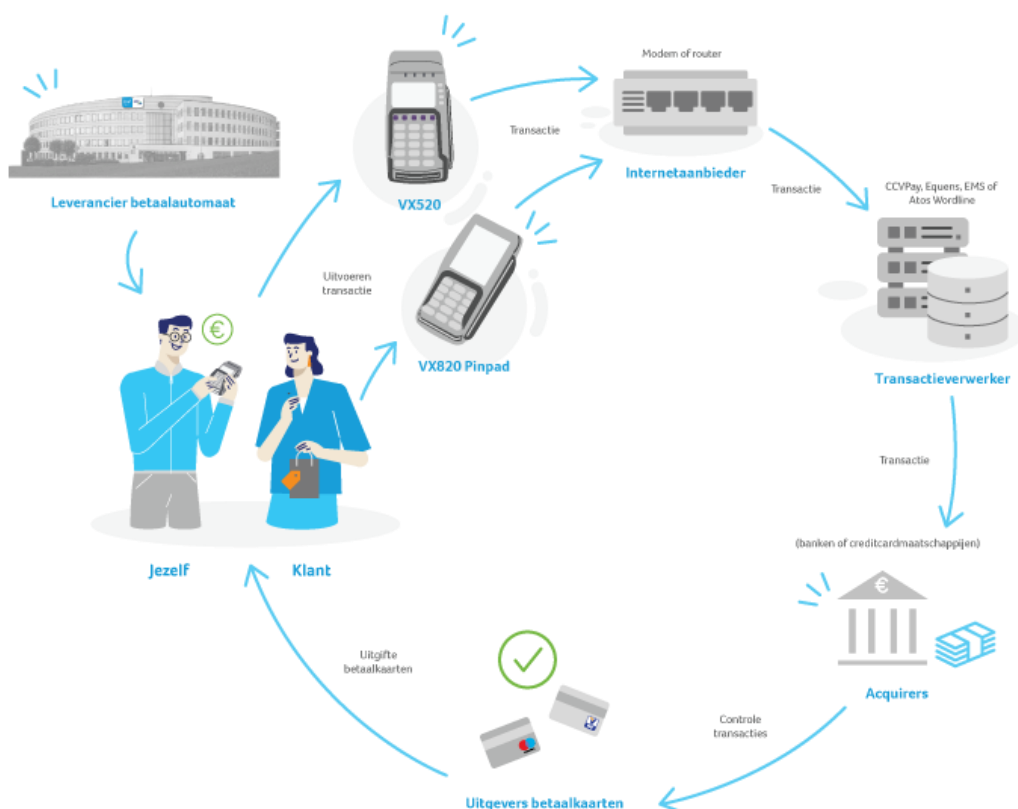 Modem of router
Transactie
Internetaanbieder
Leverancier betaalautomaat
VX520
Transactie
CCVPay, Equens, EMS of
Atos Wordline
Uitvoeren
transactie
VX820 Pinpad
Transactieverwerker
Transactie
(banken of creditcardmaatschappijen)
€
€
Jezelf
Klant
Acquirers
Uitgifte
betaalkaarten
Controle
transacties
Uitgevers betaalkaarten